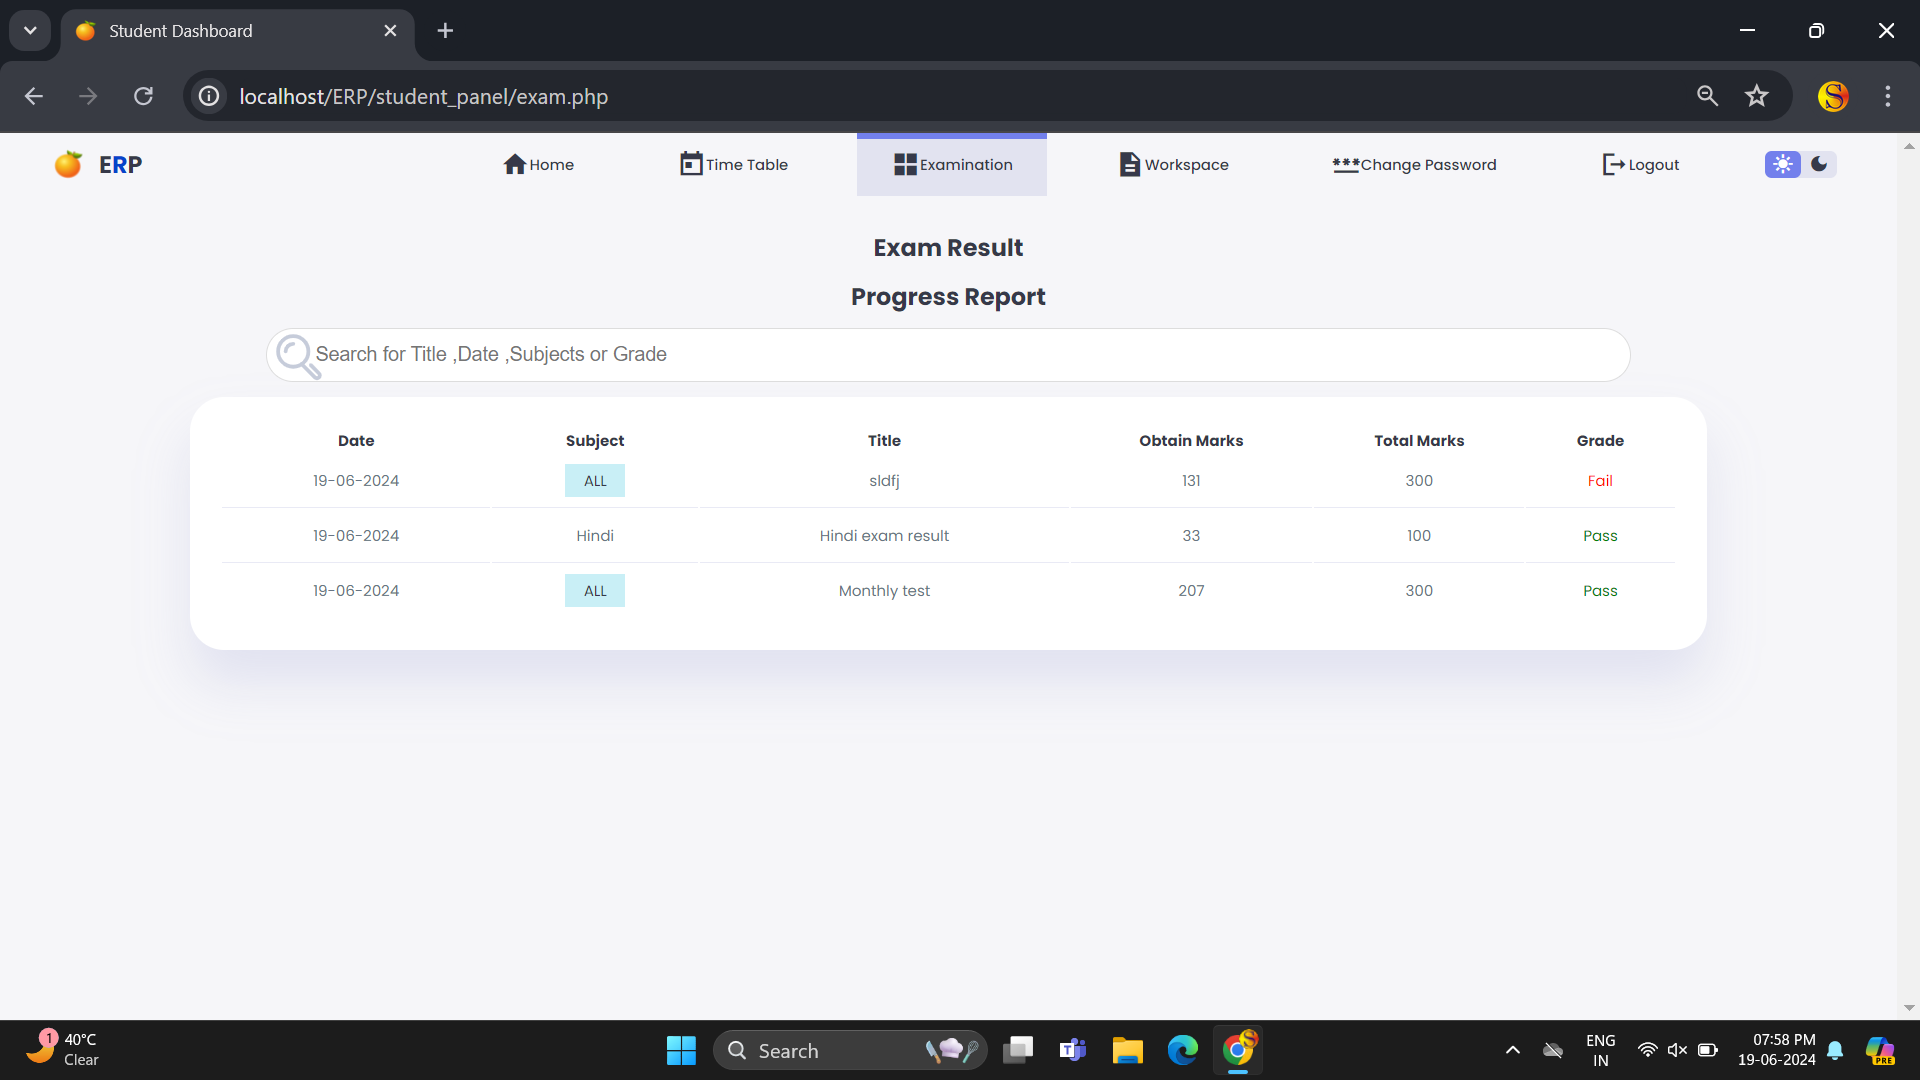 Student Dashboard
localhost/ERP/student_panel/exam.php
ERP Home Time Table Examination Workspace ***Change Password Logout
Exam Result
Progress Report
Search for Title ,Date ,Subjects or Grade
Date Subject Title Obtain Marks Total Marks Grade
19-06-2024 ALL sldfj 131 300 Fail
19-06-2024 Hindi Hindi exam result 33 100 Pass
19-06-2024 ALL Monthly test 207 300 Pass
1 40°C
Clear
Search
ENG
IN
07:58 PM
19-06-2024
PRE